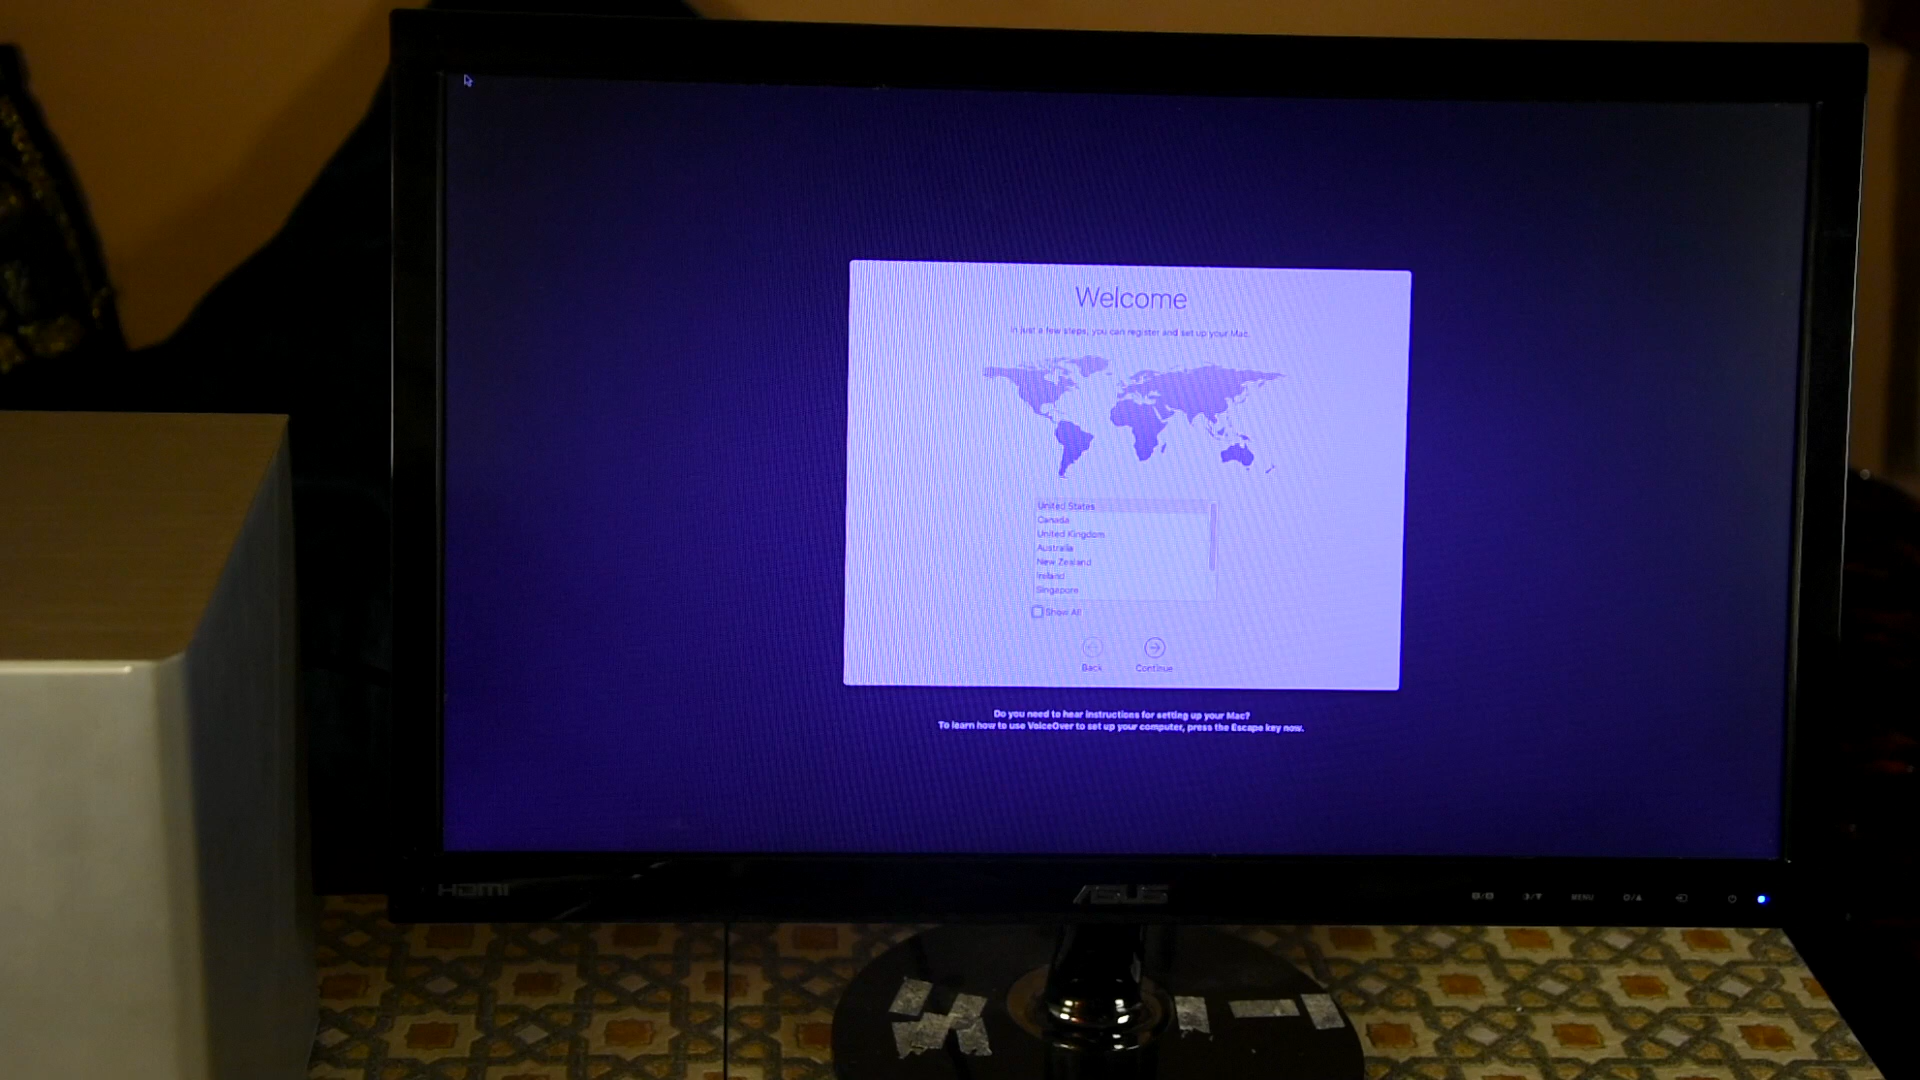 Welcome
In just a few steps, you can register and set up your Mac.
United States
Canada
United Kingdom
Australia
New Zealand
Ireland
Singapore
Show All
Back
Continue
Do you need to hear instructions for setting up your Mac?
To learn how to use VoiceOver to set up your computer, press the Escape key now.
HDMI
ASUS
MENU